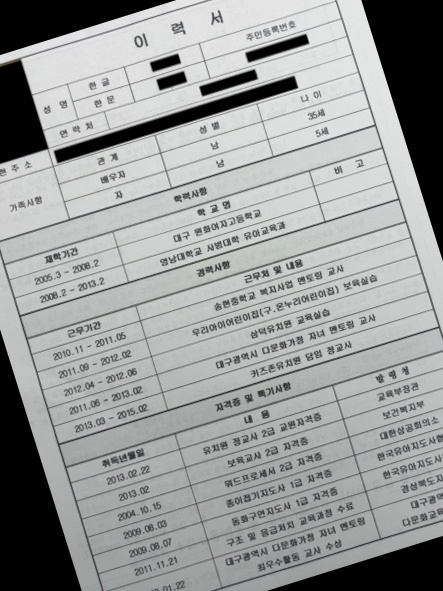 이 력 서
성 명 한 글 주민등록번호
한 문
연 락 처
현 주 소
가족사항 관 계 성 별 나 이
배우자 남 35세
자 남 5세
학력사항
재학기간 학 교 명 비 고
2005.3 - 2008.2 대구 원화여자고등학교
2008.2 - 2013.2 영남대학교 사범대학 유아교육과
경력사항
근무기간 근무처 및 내용
2010.11 - 2011.05 송현중학교 복지사업 멘토링 교사
2011.09 - 2012.02 우리아이어린이집(구.온누리어린이집) 보육실습
2012.04 - 2012.06 성덕유치원 교육실습
2011.06 - 2013.02 대구광역시 다문화가정 자녀 멘토링 교사
2013.03 - 2015.02 키즈존유치원 담임 정교사
자격증 및 특기사항
취득년월일 내 용 발 령 청
2013.02.22 유치원 정교사 2급 교원자격증 교육부장관
2013.02 보육교사 2급 자격증 보건복지부
2004.10.15 워드프로세서 2급 자격증 대한상공회의소
2009.08.03 종이접기지도사 1급 자격증 한국유아지도사
2009.08.07 동화구연지도사 1급 자격증 한국유아지도사
2011.11.21 구조 및 응급처치 교육과정 수료 경상북도지
01.22 대구광역시 다문화가정 자녀 멘토링 대구광역
최우수활동 교사 수상 다문화교육